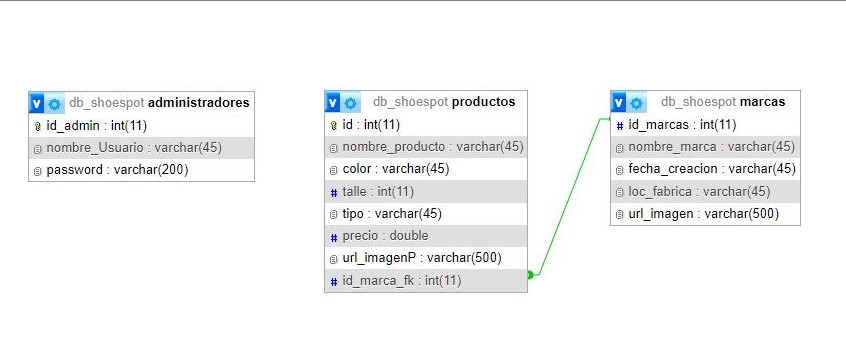 db_shoespot administradores
id_admin : int(11)
nombre_Usuario : varchar(45)
password : varchar(200)
db_shoespot productos
id : int(11)
nombre_producto : varchar(45)
color : varchar(45)
# talle : int(11)
tipo : varchar(45)
# precio : double
url_imagenP : varchar(500)
# id_marca_fk : int(11)
db_shoespot marcas
# id_marcas : int(11)
nombre_marca : varchar(45)
fecha_creacion : varchar(45)
loc_fabrica : varchar(45)
url_imagen : varchar(500)